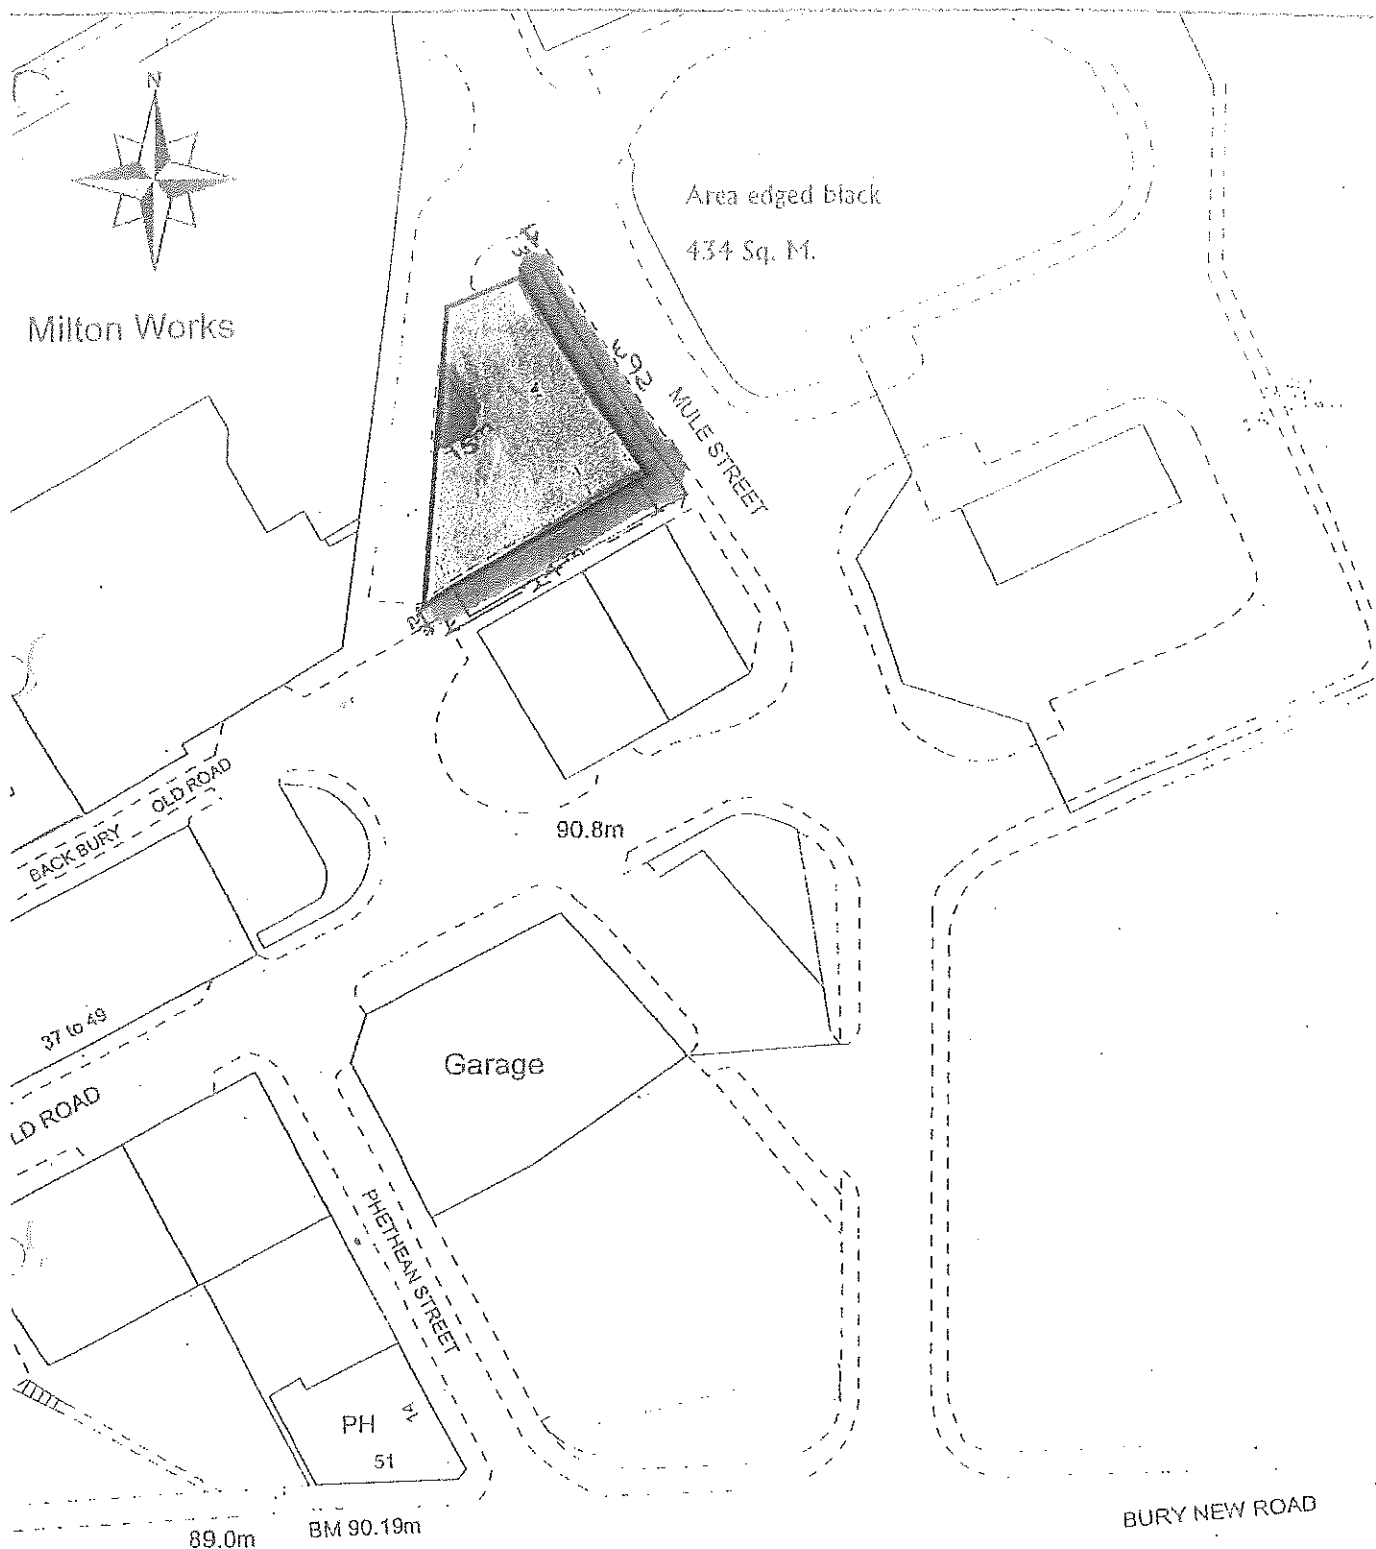 N
Area edged black
434 Sq. M.
Milton Works
MULE STREET
OLD ROAD
BACK BURY
90.8m
37 to 49
LD ROAD
Garage
PHETHEAN STREET
PH
14
51
89.0m
BM 90.19m
BURY NEW ROAD